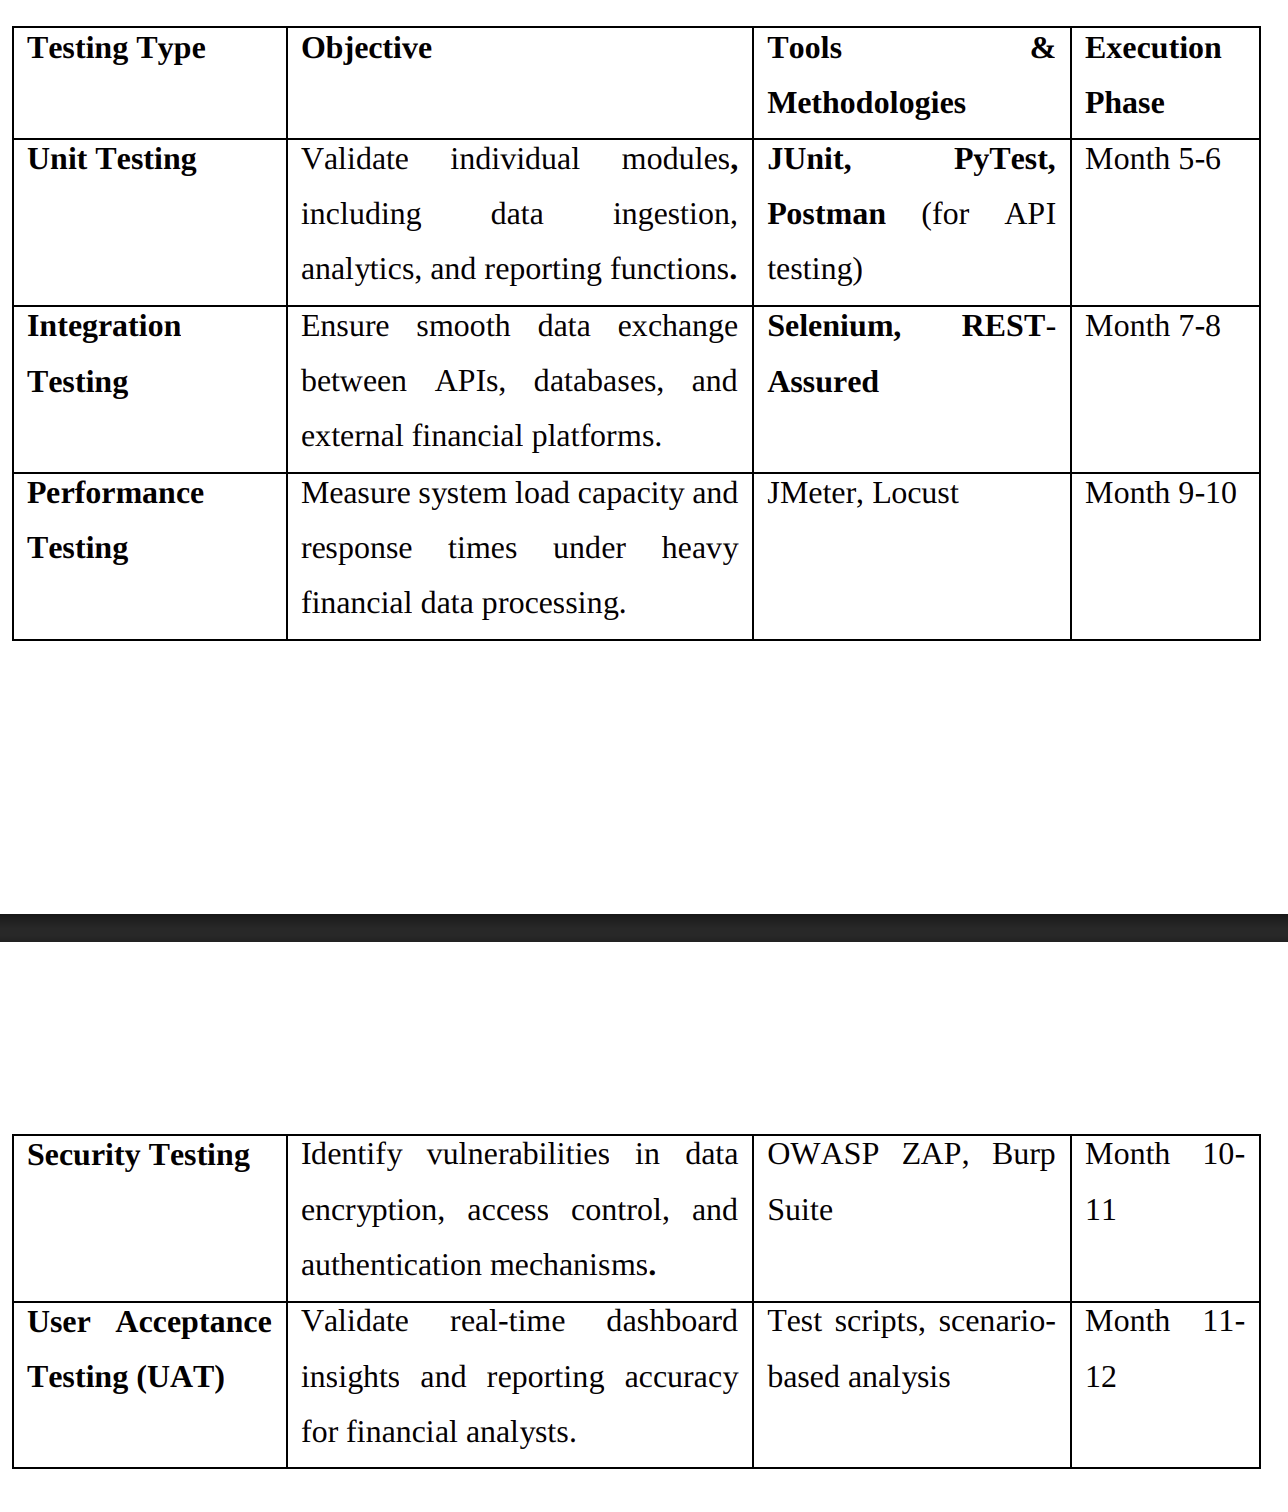 Testing Type
Objective
Tools &
Methodologies
Execution
Phase
Unit Testing
Validate individual modules,
including data ingestion,
analytics, and reporting functions.
JUnit, PyTest,
Postman (for API
testing)
Month 5-6
Integration
Testing
Ensure smooth data exchange
between APIs, databases, and
external financial platforms.
Selenium, REST-
Assured
Month 7-8
Performance
Testing
Measure system load capacity and
response times under heavy
financial data processing.
JMeter, Locust
Month 9-10
Security Testing
Identify vulnerabilities in data
encryption, access control, and
authentication mechanisms.
OWASP ZAP, Burp
Suite
Month 10-
11
User Acceptance
Testing (UAT)
Validate real-time dashboard
insights and reporting accuracy
for financial analysts.
Test scripts, scenario-
based analysis
Month 11-
12